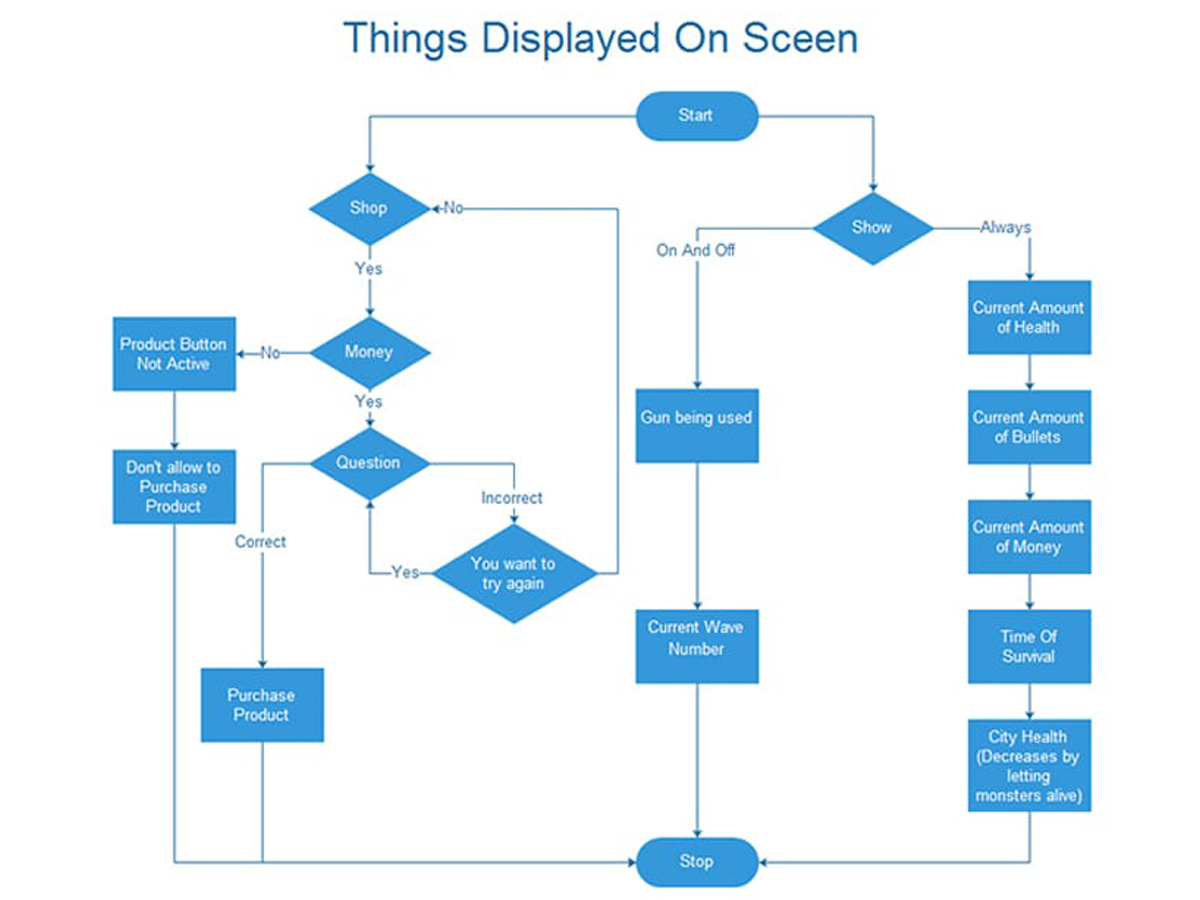 Things Displayed On Sceen
Start
Shop
No
Show
Always
On And Off
Yes
Current Amount
of Health
Product Button
Not Active
No
Money
Yes
Gun being used
Current Amount
of Bullets
Question
Don't allow to
Purchase
Product
Incorrect
Correct
Current Amount
of Money
Yes
You want to
try again
Current Wave
Number
Time Of
Survival
Purchase
Product
City Health
(Decreases by
letting
monsters alive)
Stop